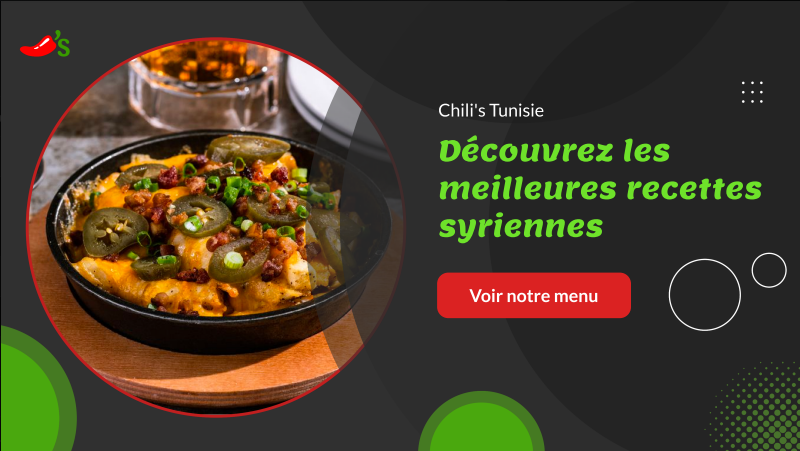 's
Chili's Tunisie
Découvrez les
meilleures recettes
syriennes
Voir notre menu